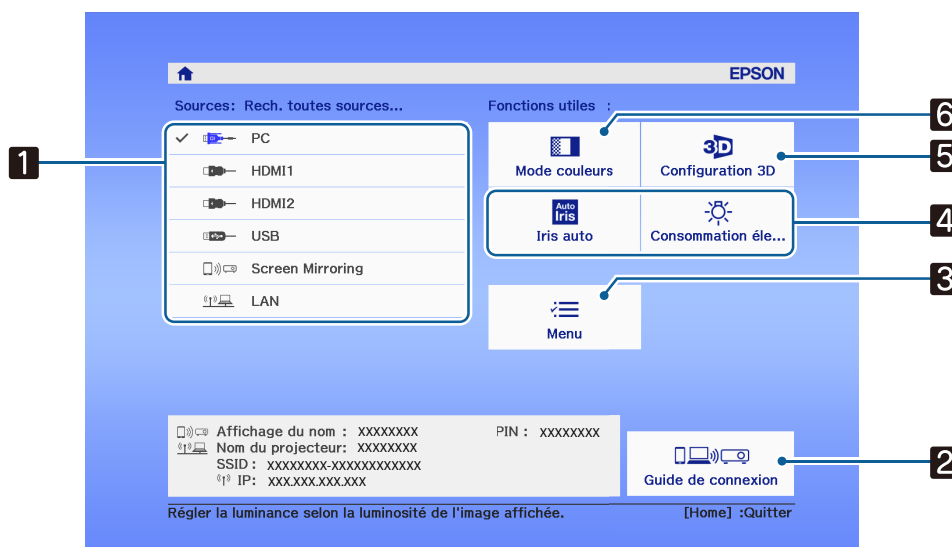 EPSON
Sources: Rech. toutes sources...
PC
HDMI1
HDMI2
USB
Screen Mirroring
LAN
Fonctions utiles :
Mode couleurs
3D
Configuration 3D
Auto
Iris
Iris auto
Consommation éle...
Menu
Affichage du nom : XXXXXXXX
PIN : XXXXXXXX
Nom du projecteur: XXXXXXXX
SSID : XXXXXXXX-XXXXXXXXXXXX
IP: XXX.XXX.XXX.XXX
Guide de connexion
Régler la luminance selon la luminosité de l'image affichée.
[Home] :Quitter
1
6
5
4
3
2